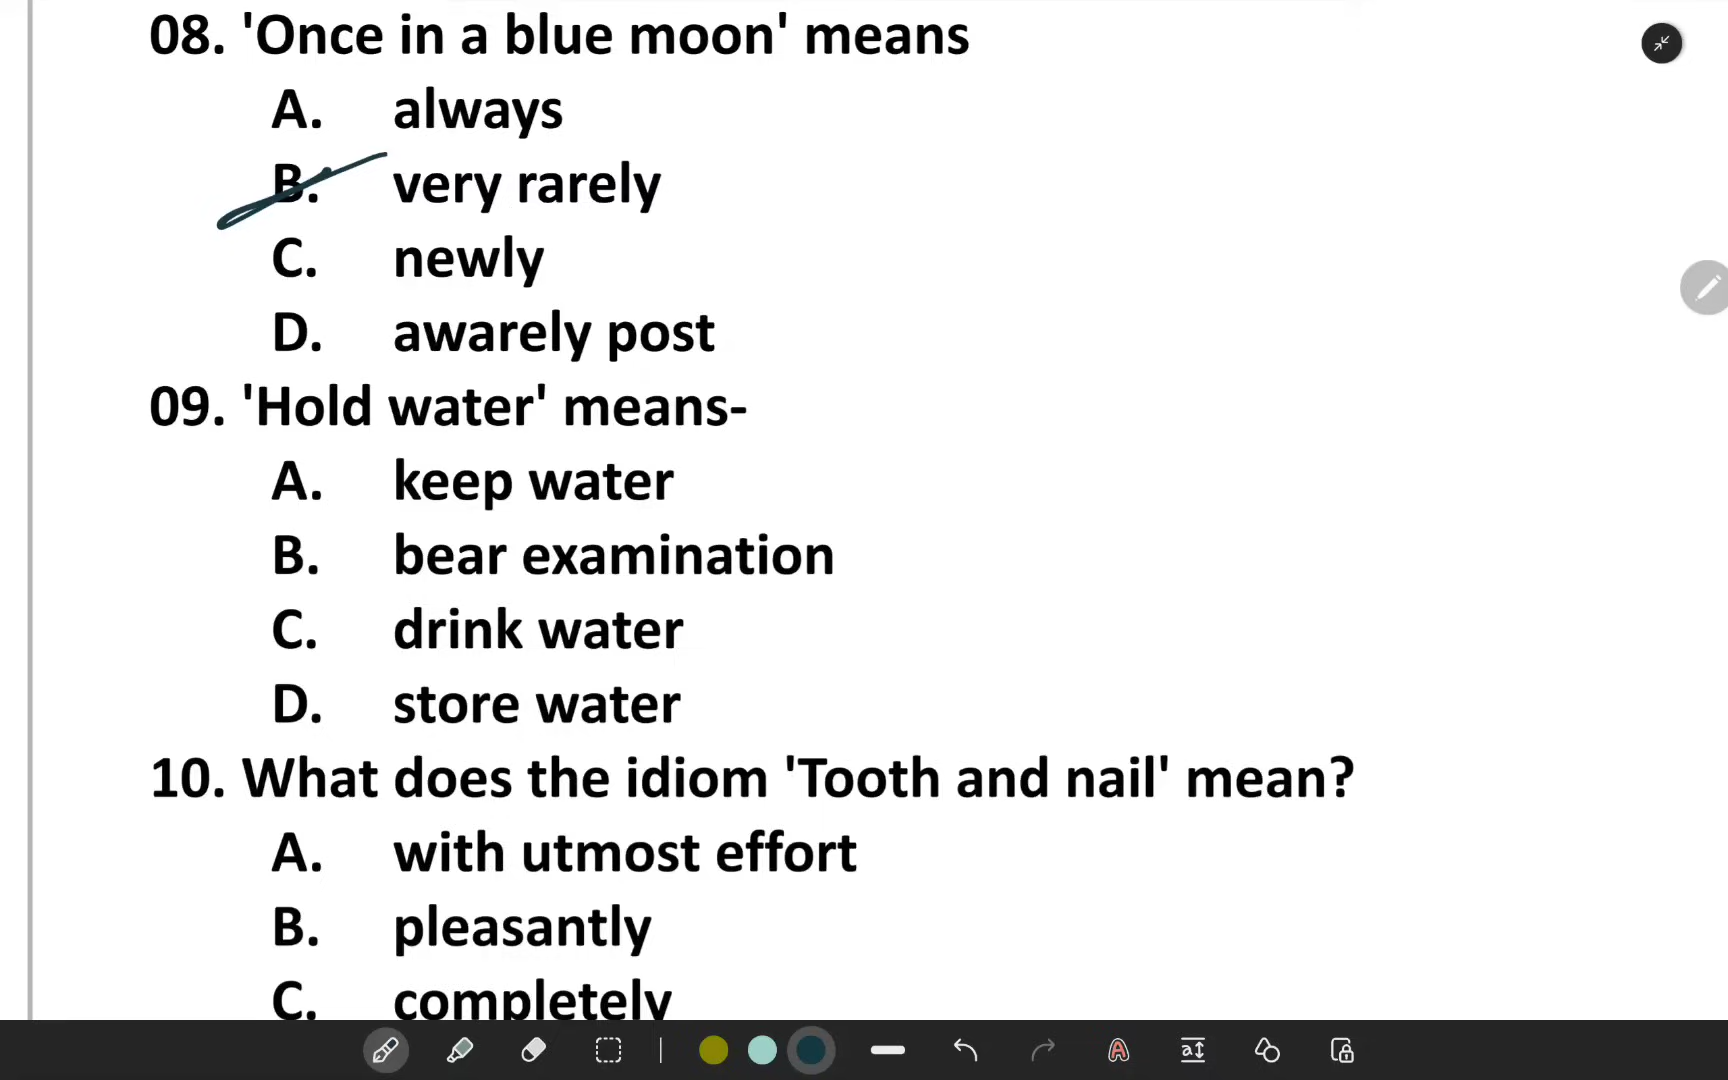 08. 'Once in a blue moon' means
A. always
B. very rarely
C. newly
D. awarely post
09. 'Hold water' means-
A. keep water
B. bear examination
C. drink water
D. store water
10. What does the idiom 'Tooth and nail' mean?
A. with utmost effort
B. pleasantly
C. completely